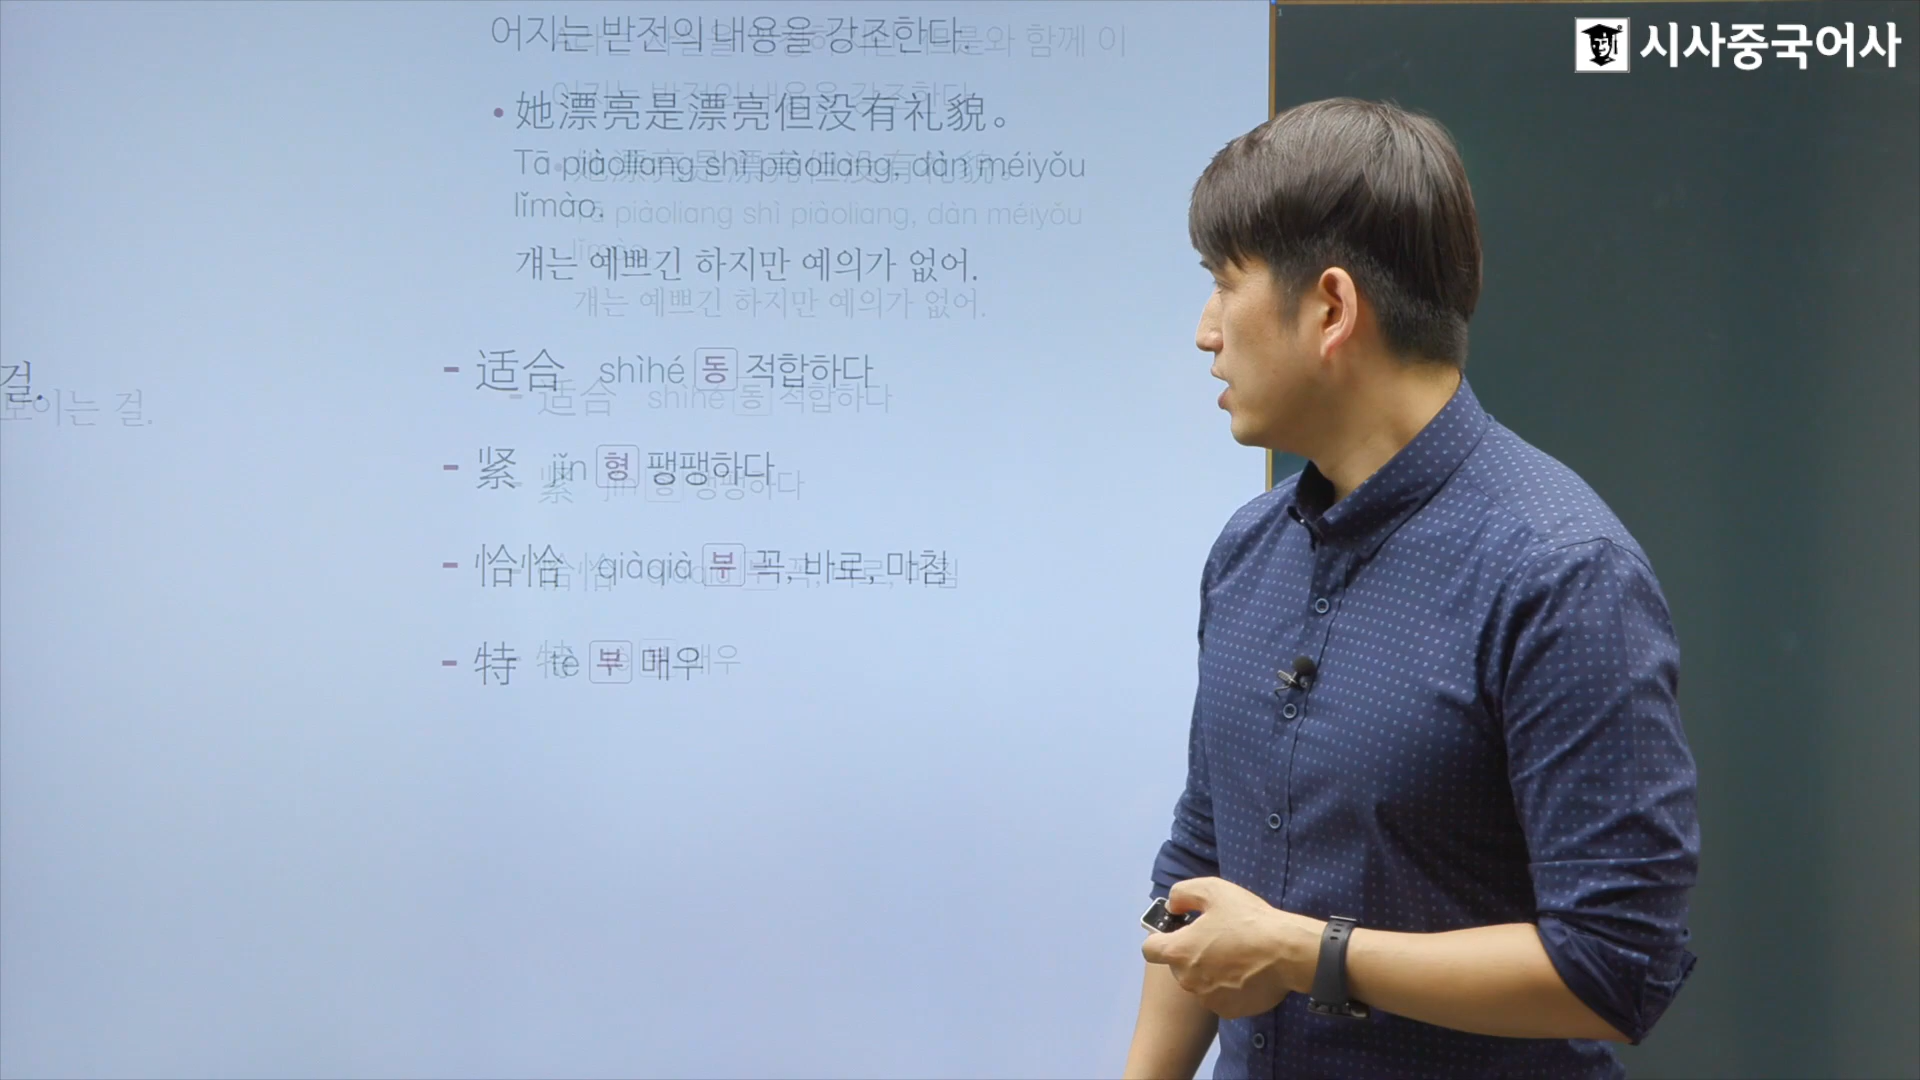 시사중국어사
어지는 반전의 내용을 강조한다.
• 她漂亮是漂亮但没有礼貌。
Tā piàoliang shì piàoliang, dàn méiyǒu
lǐmào.
걔는 예쁘긴 하지만 예의가 없어.
걸.
보이는 걸.
- 适合 shìhé 동 적합하다
- 紧 jǐn 형 팽팽하다
- 恰恰 qiàqià 부 꼭, 바로, 마침
- 特 tè 부 매우